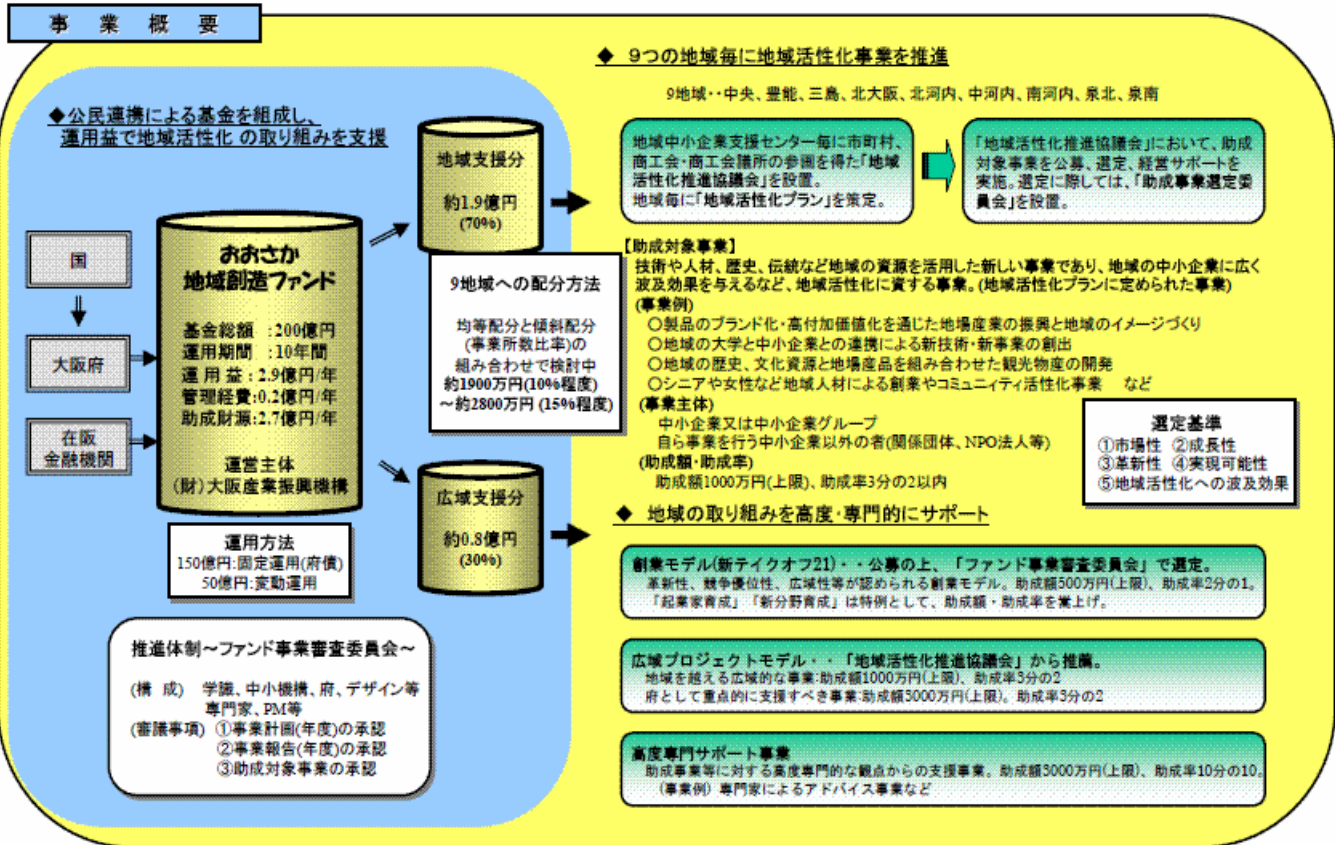 事業概要
◆公民連携による基金を組成し、
運用益で地域活性化 の取り組みを支援
国
大阪府
在阪
金融機関
おおさか
地域創造ファンド
基金総額 :200億円
運用期間 :10年間
運用益:2.9億円/年
管理経費:0.2億円/年
助成財源:2.7億円/年
運営主体
(財)大阪産業振興機構
運用方法
150億円:固定運用(府債)
50億円:変動運用
推進体制～ファンド事業審査委員会～
(構 成) 学識、中小機構、府、デザイン等
専門家、PM等
(審議事項) ①事業計画(年度)の承認
②事業報告(年度)の承認
③助成対象事業の承認
地域支援分
約1.9億円
(70%)
9地域への配分方法
均等配分と傾斜配分
(事業所数比率)の
組み合わせで検討中
約1900万円(10%程度)
～約2800万円(15%程度)
広域支援分
約0.8億円
(30%)
◆ 9つの地域毎に地域活性化事業を推進
9地域・・中央、豊能、三島、北大阪、北河内、中河内、南河内、泉北、泉南
地域中小企業支援センター毎に市町村、
商工会・商工会議所の参画を得た「地域
活性化推進協議会」を設置。
地域毎に「地域活性化プラン」を策定。
「地域活性化推進協議会」において、助成
対象事業を公募、選定、経営サポートを
実施。選定に際しては、「助成事業選定委
員会」を設置。
【助成対象事業】
技術や人材、歴史、伝統など地域の資源を活用した新しい事業であり、地域の中小企業に広く
波及効果を与えるなど、地域活性化に資する事業。(地域活性化プランに定められた事業)
(事業例)
○製品のブランド化・高付加価値化を通じた地場産業の振興と地域のイメージづくり
○地域の大学と中小企業との連携による新技術・新事業の創出
○地域の歴史、文化資源と地場産品を組み合わせた観光物産の開発
○シニアや女性など地域人材による創業やコミュニティ活性化事業 など
(事業主体)
中小企業又は中小企業グループ
自ら事業を行う中小企業以外の者(関係団体、NPO法人等)
(助成額・助成率)
助成額1000万円(上限)、助成率3分の2以内
選定基準
①市場性 ②成長性
③革新性 ④実現可能性
⑤地域活性化への波及効果
◆ 地域の取り組みを高度・専門的にサポート
創業モデル(新テイクオフ21)・・公募の上、「ファンド事業審査委員会」で選定。
革新性、競争優位性、広域性等が認められる創業モデル。助成額500万円(上限)、助成率2分の1。
「起業家育成」「新分野育成」は特例として、助成額・助成率を嵩上げ。
広域プロジェクトモデル・・「地域活性化推進協議会」から推薦。
地域を越える広域的な事業:助成額1000万円(上限)、助成率3分の2
府として重点的に支援すべき事業:助成額3000万円(上限)。助成率3分の2
高度専門サポート事業
助成事業等に対する高度専門的な観点からの支援事業。助成額3000万円(上限)、助成率10分の10。
(事業例) 専門家によるアドバイス事業など